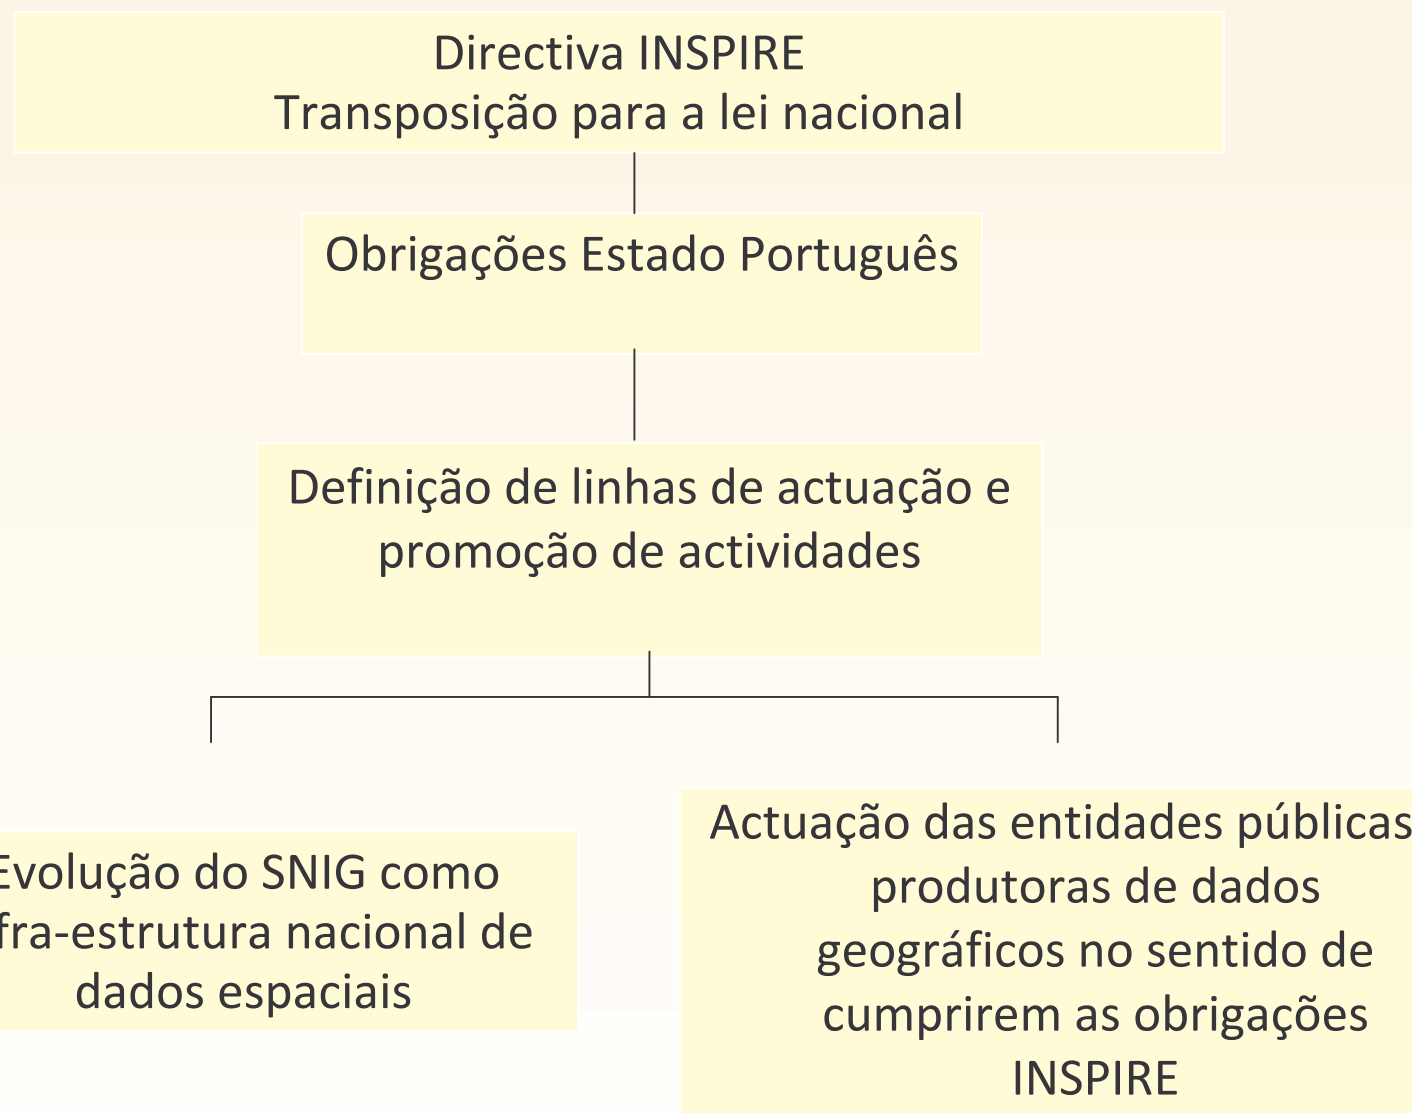 Directiva INSPIRE
Transposição para a lei nacional
Obrigações Estado Português
Definição de linhas de actuação e
promoção de actividades
Evolução do SNIG como
fra-estrutura nacional de
dados espaciais
Actuação das entidades públicas
produtoras de dados
geográficos no sentido de
cumprirem as obrigações
INSPIRE